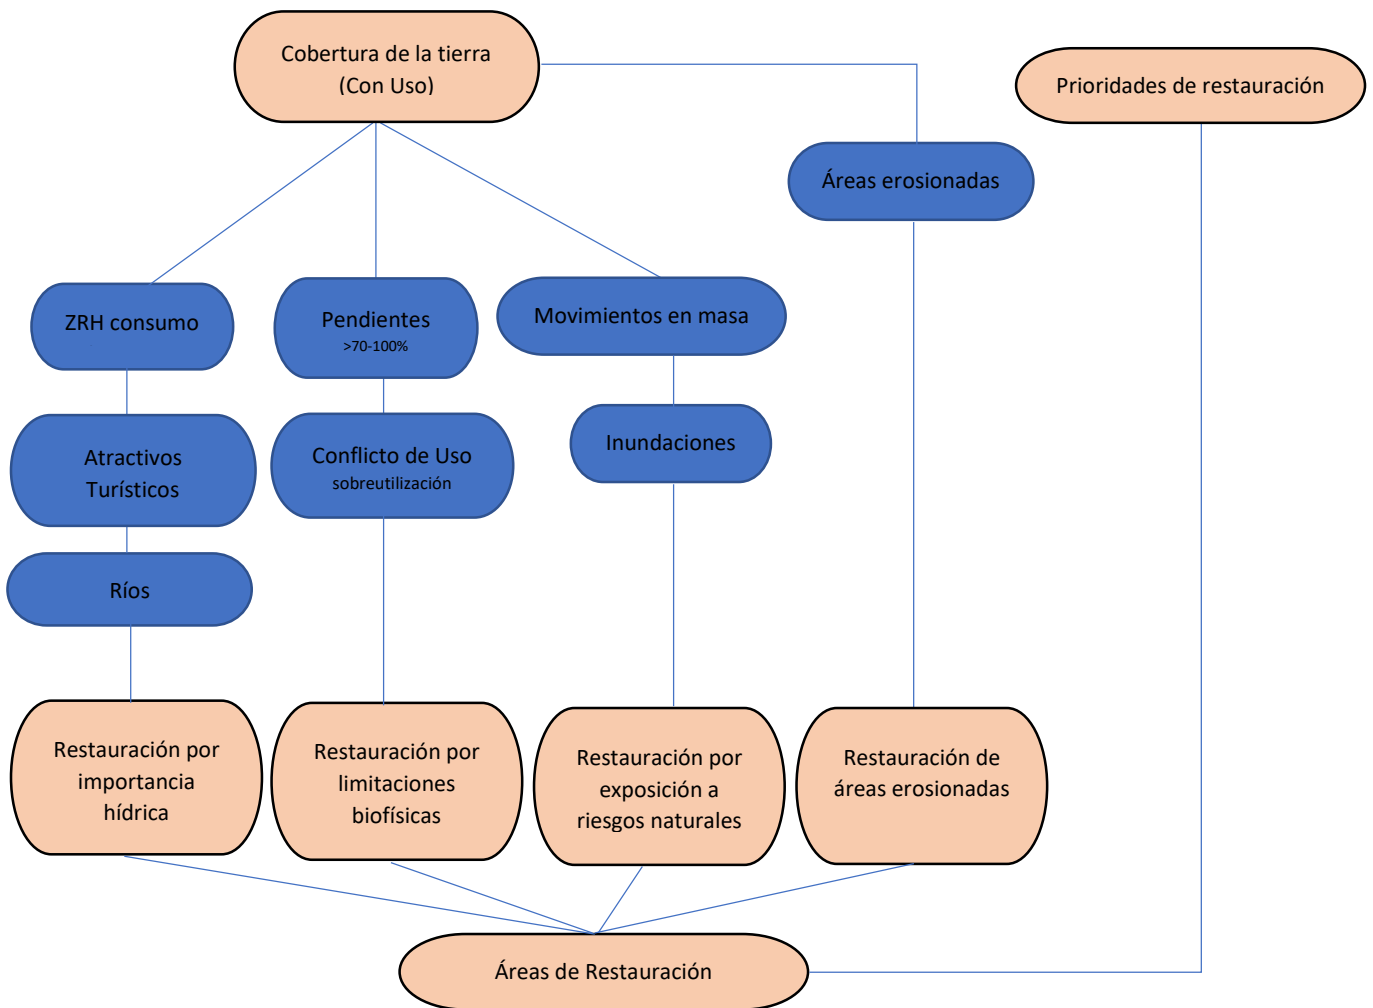 Cobertura de la tierra
(Con Uso)
Prioridades de restauración
Áreas erosionadas
ZRH consumo
Pendientes
>70-100%
Movimientos en masa
Atractivos
Turísticos
Conflicto de Uso
sobreutilización
Inundaciones
Ríos
Restauración por
importancia
hídrica
Restauración por
limitaciones
biofísicas
Restauración por
exposición a
riesgos naturales
Restauración de
áreas erosionadas
Áreas de Restauración